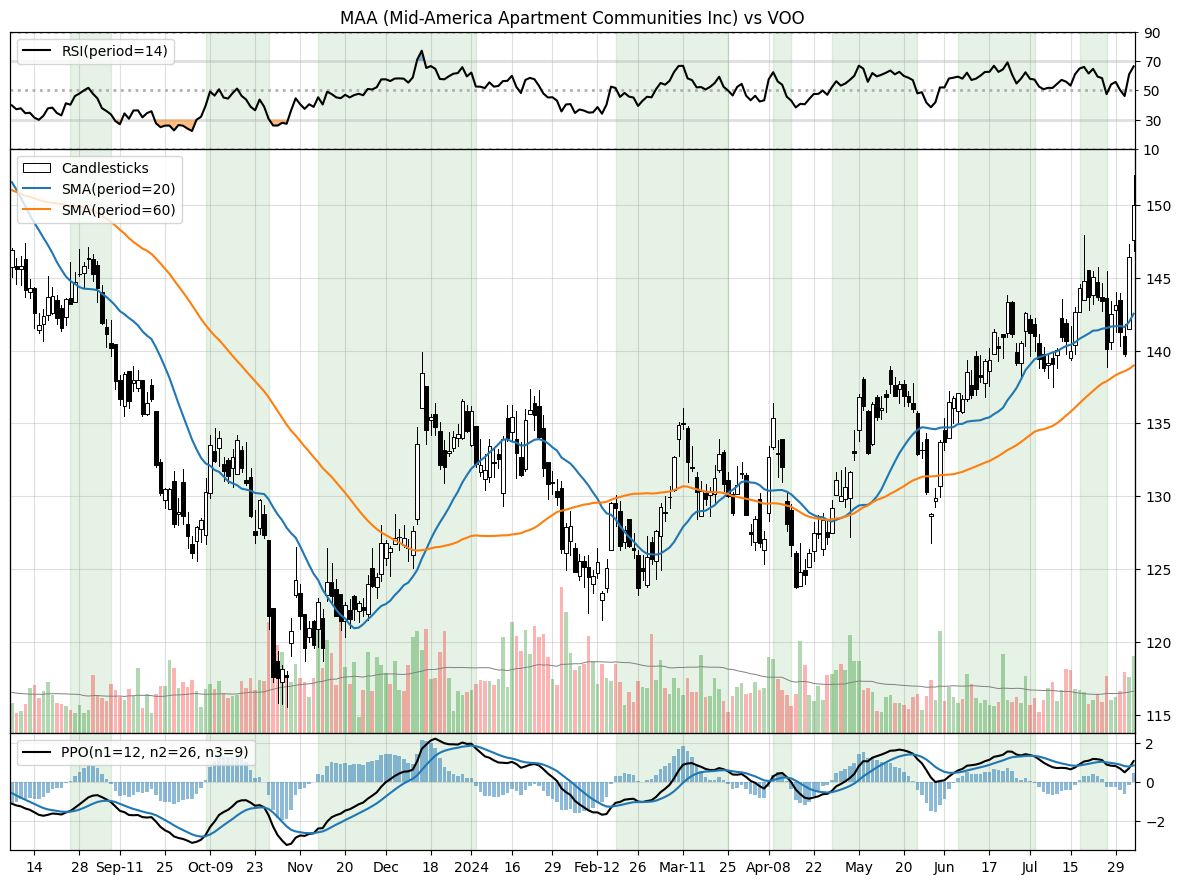 MAA (Mid-America Apartment Communities Inc) vs VOO
RSI(period=14)
90
70
50
30
10
Candlesticks
SMA(period=20)
SMA(period=60)
150
145
140
135
130
125
120
115
PPO(n1=12, n2=26, n3=9)
2
0
−2
14 28 Sep-11 25 Oct-09 23 Nov 20 Dec 18 2024 16 29 Feb-12 26 Mar-11 25 Apr-08 22 May 20 Jun 17 Jul 15 29